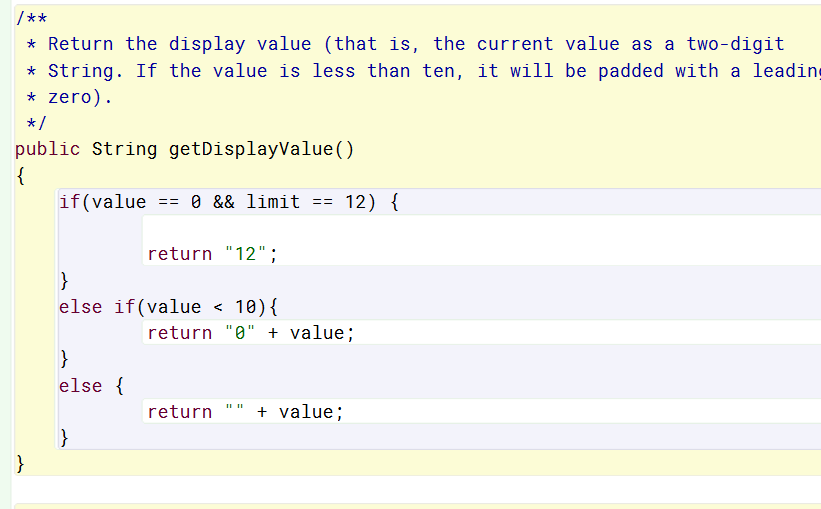 /**
 * Return the display value (that is, the current value as a two-digit
 * String. If the value is less than ten, it will be padded with a leading
 * zero).
 */
public String getDisplayValue()
{
if(value == 0 && limit == 12) {
return "12";
}
else if(value < 10){
return "0" + value;
}
else {
return "" + value;
}
}